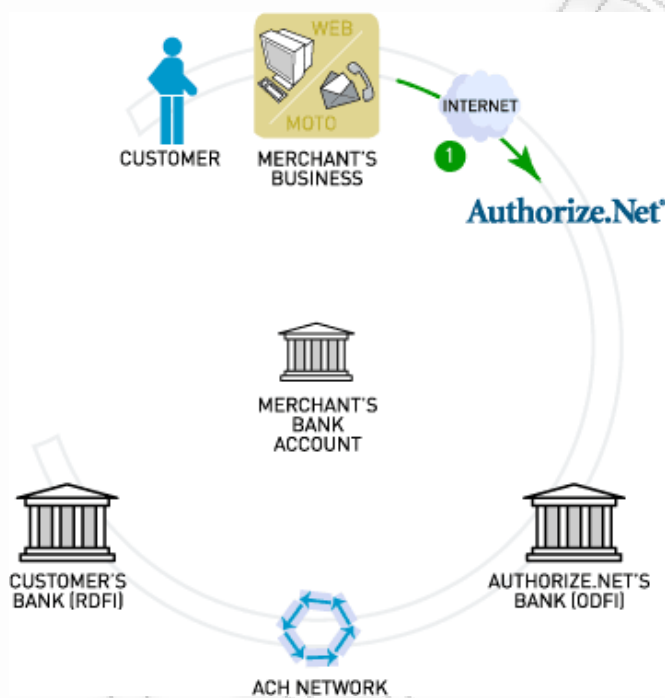 WEB
MOTO
CUSTOMER
MERCHANT'S
BUSINESS
INTERNET
1
Authorize.Net®
MERCHANT'S
BANK
ACCOUNT
CUSTOMER'S
BANK (RDFI)
AUTHORIZE.NET'S
BANK (ODFI)
ACH NETWORK